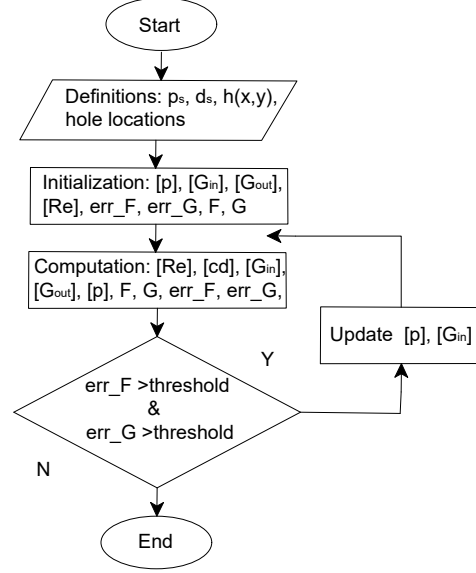 Start
Definitions: ps, ds, h(x,y),
hole locations
Initialization: [p], [Gin], [Gout],
[Re], err_F, err_G, F, G
Computation: [Re], [cd], [Gin],
[Gout], [p], F, G, err_F, err_G,
Update [p], [Gin]
Y
err_F >threshold
&
err_G >threshold
N
End